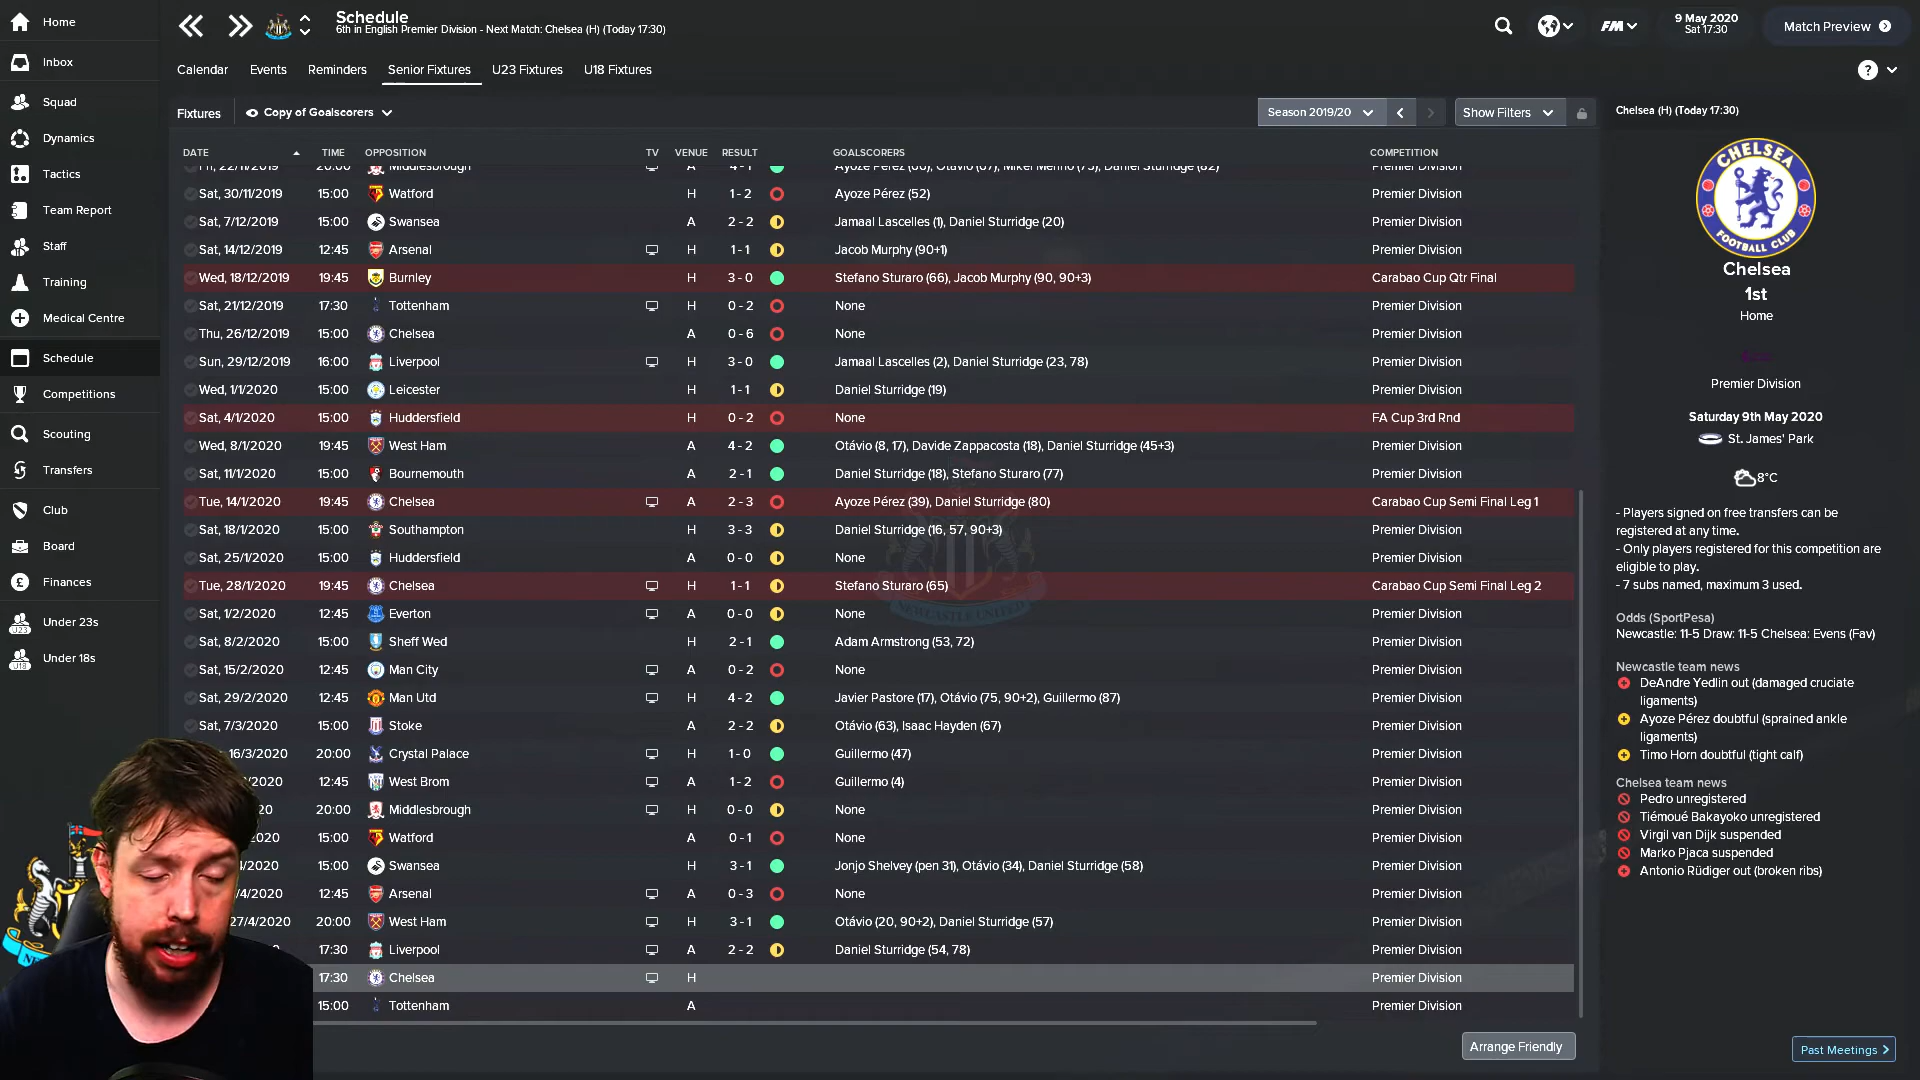 Home
Inbox
Squad
Dynamics
Tactics
Team Report
Staff
Training
Medical Centre
Schedule
Competitions
Scouting
Transfers
Club
Board
Finances
Under 23s
Under 18s
Schedule
6th in English Premier Division - Next Match: Chelsea (H) (Today 17:30)
FM
9 May 2020
Sat 17:30
Match Preview
Calendar Events Reminders Senior Fixtures U23 Fixtures U18 Fixtures
Fixtures Copy of Goalscorers Season 2019/20 Show Filters
DATE TIME OPPOSITION TV VENUE RESULT GOALSCORERS COMPETITION
Fri, 22/11/2019 20:00 Middlesbrough A 4 - 1 Premier Division
Sat, 30/11/2019 15:00 Watford H 1 - 2 Ayoze Pérez (52) Premier Division
Sat, 7/12/2019 15:00 Swansea A 2 - 2 Jamaal Lascelles (1), Daniel Sturridge (20) Premier Division
Sat, 14/12/2019 12:45 Arsenal H 1 - 1 Jacob Murphy (90+1) Premier Division
Wed, 18/12/2019 19:45 Burnley H 3 - 0 Stefano Sturaro (66), Jacob Murphy (90, 90+3) Carabao Cup Qtr Final
Sat, 21/12/2019 17:30 Tottenham H 0 - 2 None Premier Division
Thu, 26/12/2019 15:00 Chelsea A 0 - 6 None Premier Division
Sun, 29/12/2019 16:00 Liverpool H 3 - 0 Jamaal Lascelles (2), Daniel Sturridge (23, 78) Premier Division
Wed, 1/1/2020 15:00 Leicester H 1 - 1 Daniel Sturridge (19) Premier Division
Sat, 4/1/2020 15:00 Huddersfield H 0 - 2 None FA Cup 3rd Rnd
Wed, 8/1/2020 19:45 West Ham A 4 - 2 Otávio (8, 17), Davide Zappacosta (18), Daniel Sturridge (45+3) Premier Division
Sat, 11/1/2020 15:00 Bournemouth A 2 - 1 Daniel Sturridge (18), Stefano Sturaro (77) Premier Division
Tue, 14/1/2020 19:45 Chelsea A 2 - 3 Ayoze Pérez (39), Daniel Sturridge (80) Carabao Cup Semi Final Leg 1
Sat, 18/1/2020 15:00 Southampton H 3 - 3 Daniel Sturridge (16, 57, 90+3) Premier Division
Sat, 25/1/2020 15:00 Huddersfield A 0 - 0 None Premier Division
Tue, 28/1/2020 19:45 Chelsea H 1 - 1 Stefano Sturaro (65) Carabao Cup Semi Final Leg 2
Sat, 1/2/2020 12:45 Everton A 0 - 0 None Premier Division
Sat, 8/2/2020 15:00 Sheff Wed H 2 - 1 Adam Armstrong (53, 72) Premier Division
Sat, 15/2/2020 12:45 Man City A 0 - 2 None Premier Division
Sat, 29/2/2020 12:45 Man Utd H 4 - 2 Javier Pastore (17), Otávio (75, 90+2), Guillermo (87) Premier Division
Sat, 7/3/2020 15:00 Stoke A 2 - 2 Otávio (63), Isaac Hayden (67) Premier Division
16/3/2020 20:00 Crystal Palace H 1 - 0 Guillermo (47) Premier Division
12:45 West Brom A 1 - 2 Guillermo (4) Premier Division
20:00 Middlesbrough H 0 - 0 None Premier Division
15:00 Watford A 0 - 1 None Premier Division
4/2020 15:00 Swansea H 3 - 1 Jonjo Shelvey (pen 31), Otávio (34), Daniel Sturridge (58) Premier Division
/4/2020 12:45 Arsenal A 0 - 3 None Premier Division
27/4/2020 20:00 West Ham H 3 - 1 Otávio (20, 90+2), Daniel Sturridge (57) Premier Division
17:30 Liverpool A 2 - 2 Daniel Sturridge (54, 78) Premier Division
17:30 Chelsea H Premier Division
15:00 Tottenham A Premier Division
NEWCASTLE UNITED
Arrange Friendly
Chelsea (H) (Today 17:30)
CHELSEA
FOOTBALL CLUB
Chelsea
1st
Home
Premier Division
Saturday 9th May 2020
St. James' Park
8°C
- Players signed on free transfers can be
registered at any time.
- Only players registered for this competition are
eligible to play.
- 7 subs named, maximum 3 used.
Odds (SportPesa)
Newcastle: 11-5 Draw: 11-5 Chelsea: Evens (Fav)
Newcastle team news
DeAndre Yedlin out (damaged cruciate
ligaments)
Ayoze Pérez doubtful (sprained ankle
ligaments)
Timo Horn doubtful (tight calf)
Chelsea team news
Pedro unregistered
Tiémoué Bakayoko unregistered
Virgil van Dijk suspended
Marko Pjaca suspended
Antonio Rüdiger out (broken ribs)
Past Meetings